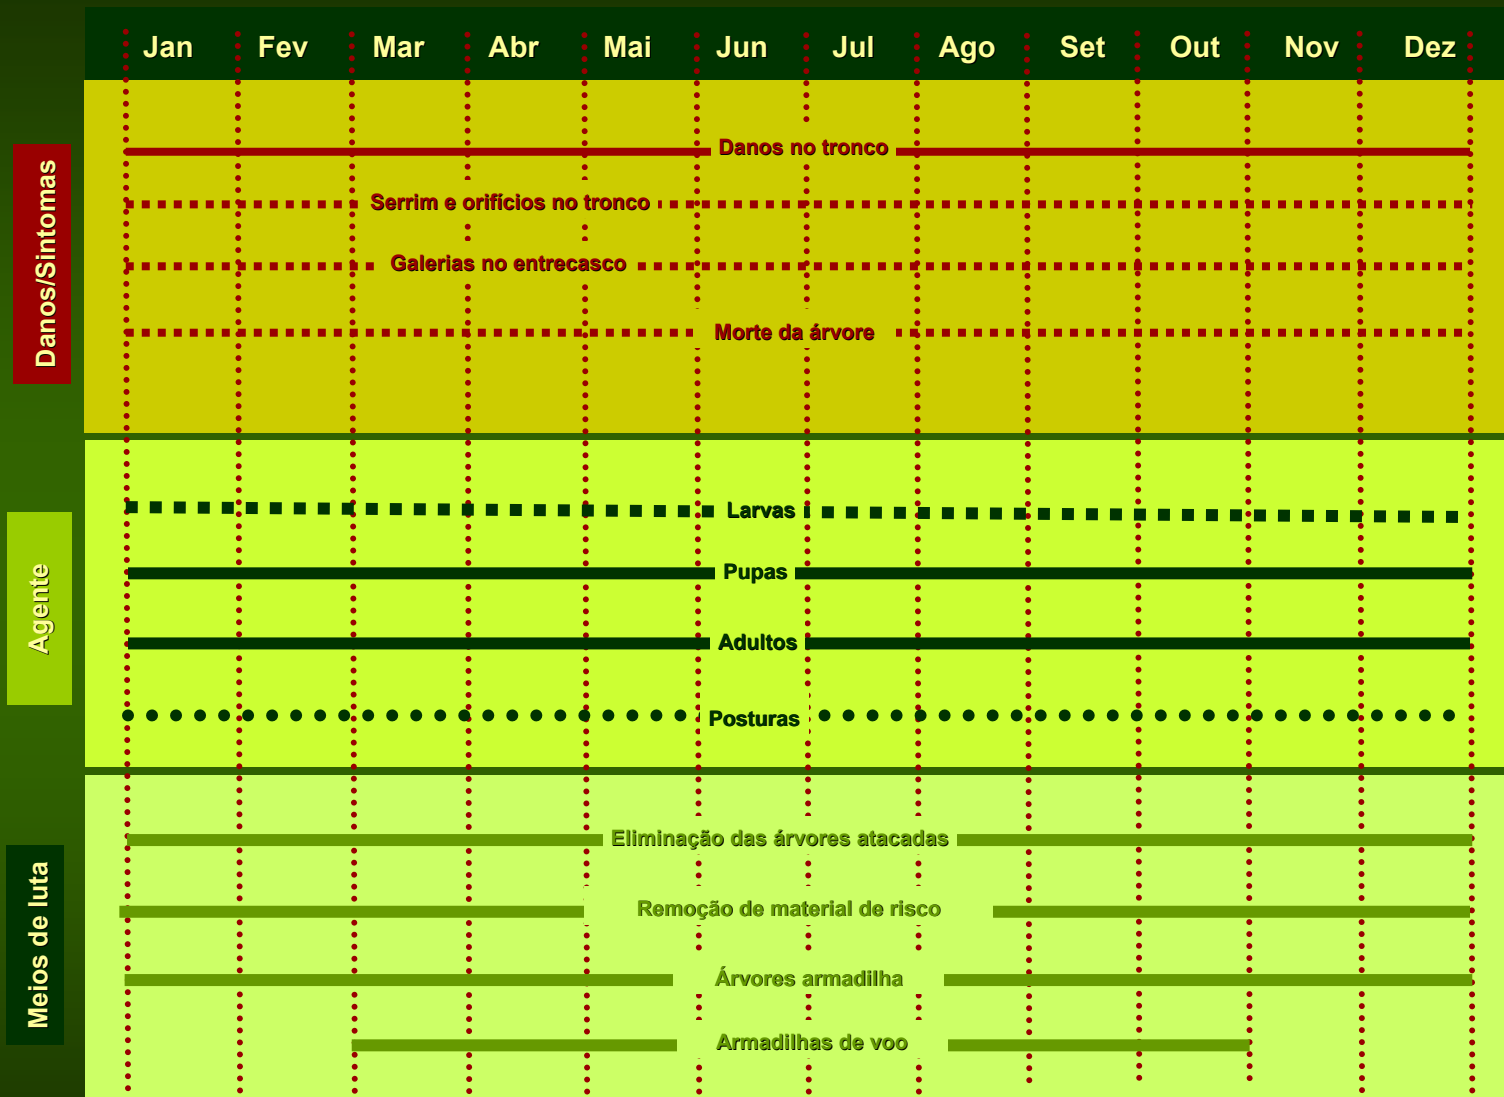 Jan Fev Mar Abr Mai Jun Jul Ago Set Out Nov Dez
Danos/Sintomas
Danos no tronco
Serrim e orifícios no tronco
Galerias no entrecasco
Morte da árvore
Agente
Larvas
Pupas
Adultos
Posturas
Meios de luta
Eliminação das árvores atacadas
Remoção de material de risco
Árvores armadilha
Armadilhas de voo